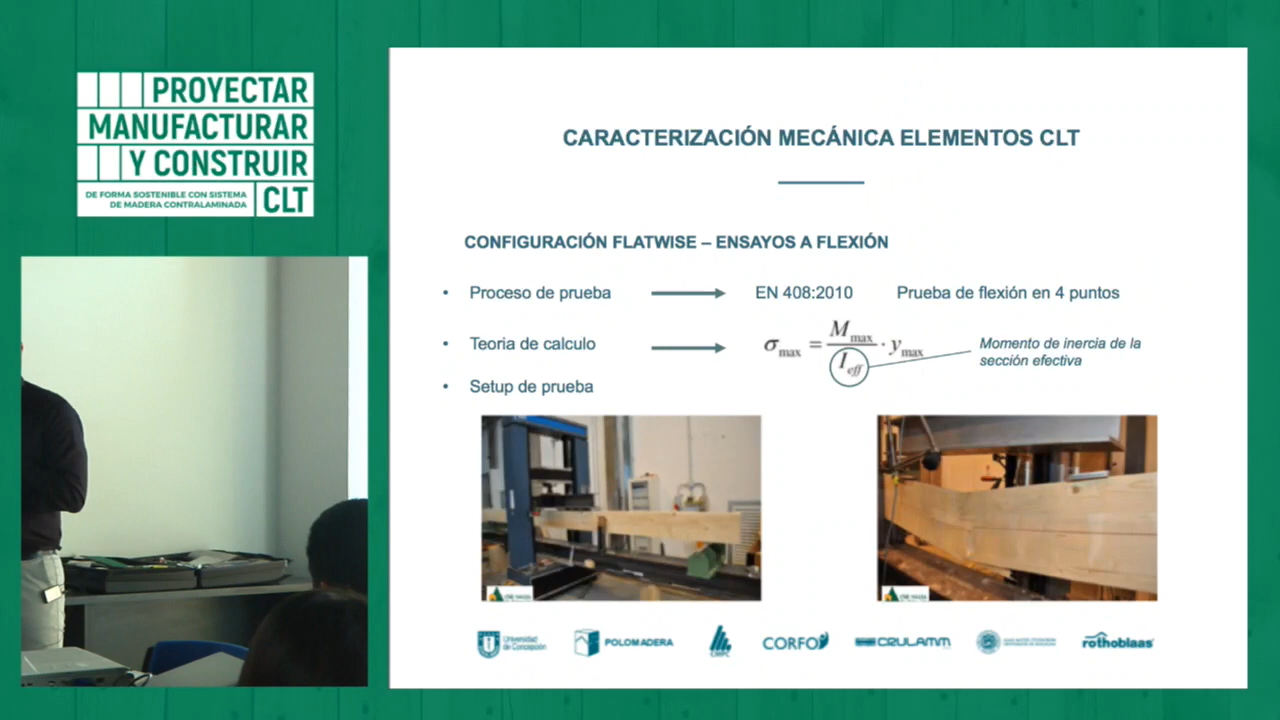 PROYECTAR
MANUFACTURAR
Y CONSTRUIR
DE FORMA SOSTENIBLE CON SISTEMA
DE MADERA CONTRALAMINADA
CLT
CARACTERIZACIÓN MECÁNICA ELEMENTOS CLT
CONFIGURACIÓN FLATWISE – ENSAYOS A FLEXIÓN
• Proceso de prueba EN 408:2010 Prueba de flexión en 4 puntos
• Teoria de calculo σmax = Mmax / Ieff · ymax Momento de inercia de la
sección efectiva
• Setup de prueba
Universidad
de Concepción
POLOMADERA
CMPC
CORFO
CRULAMM
rothoblaas